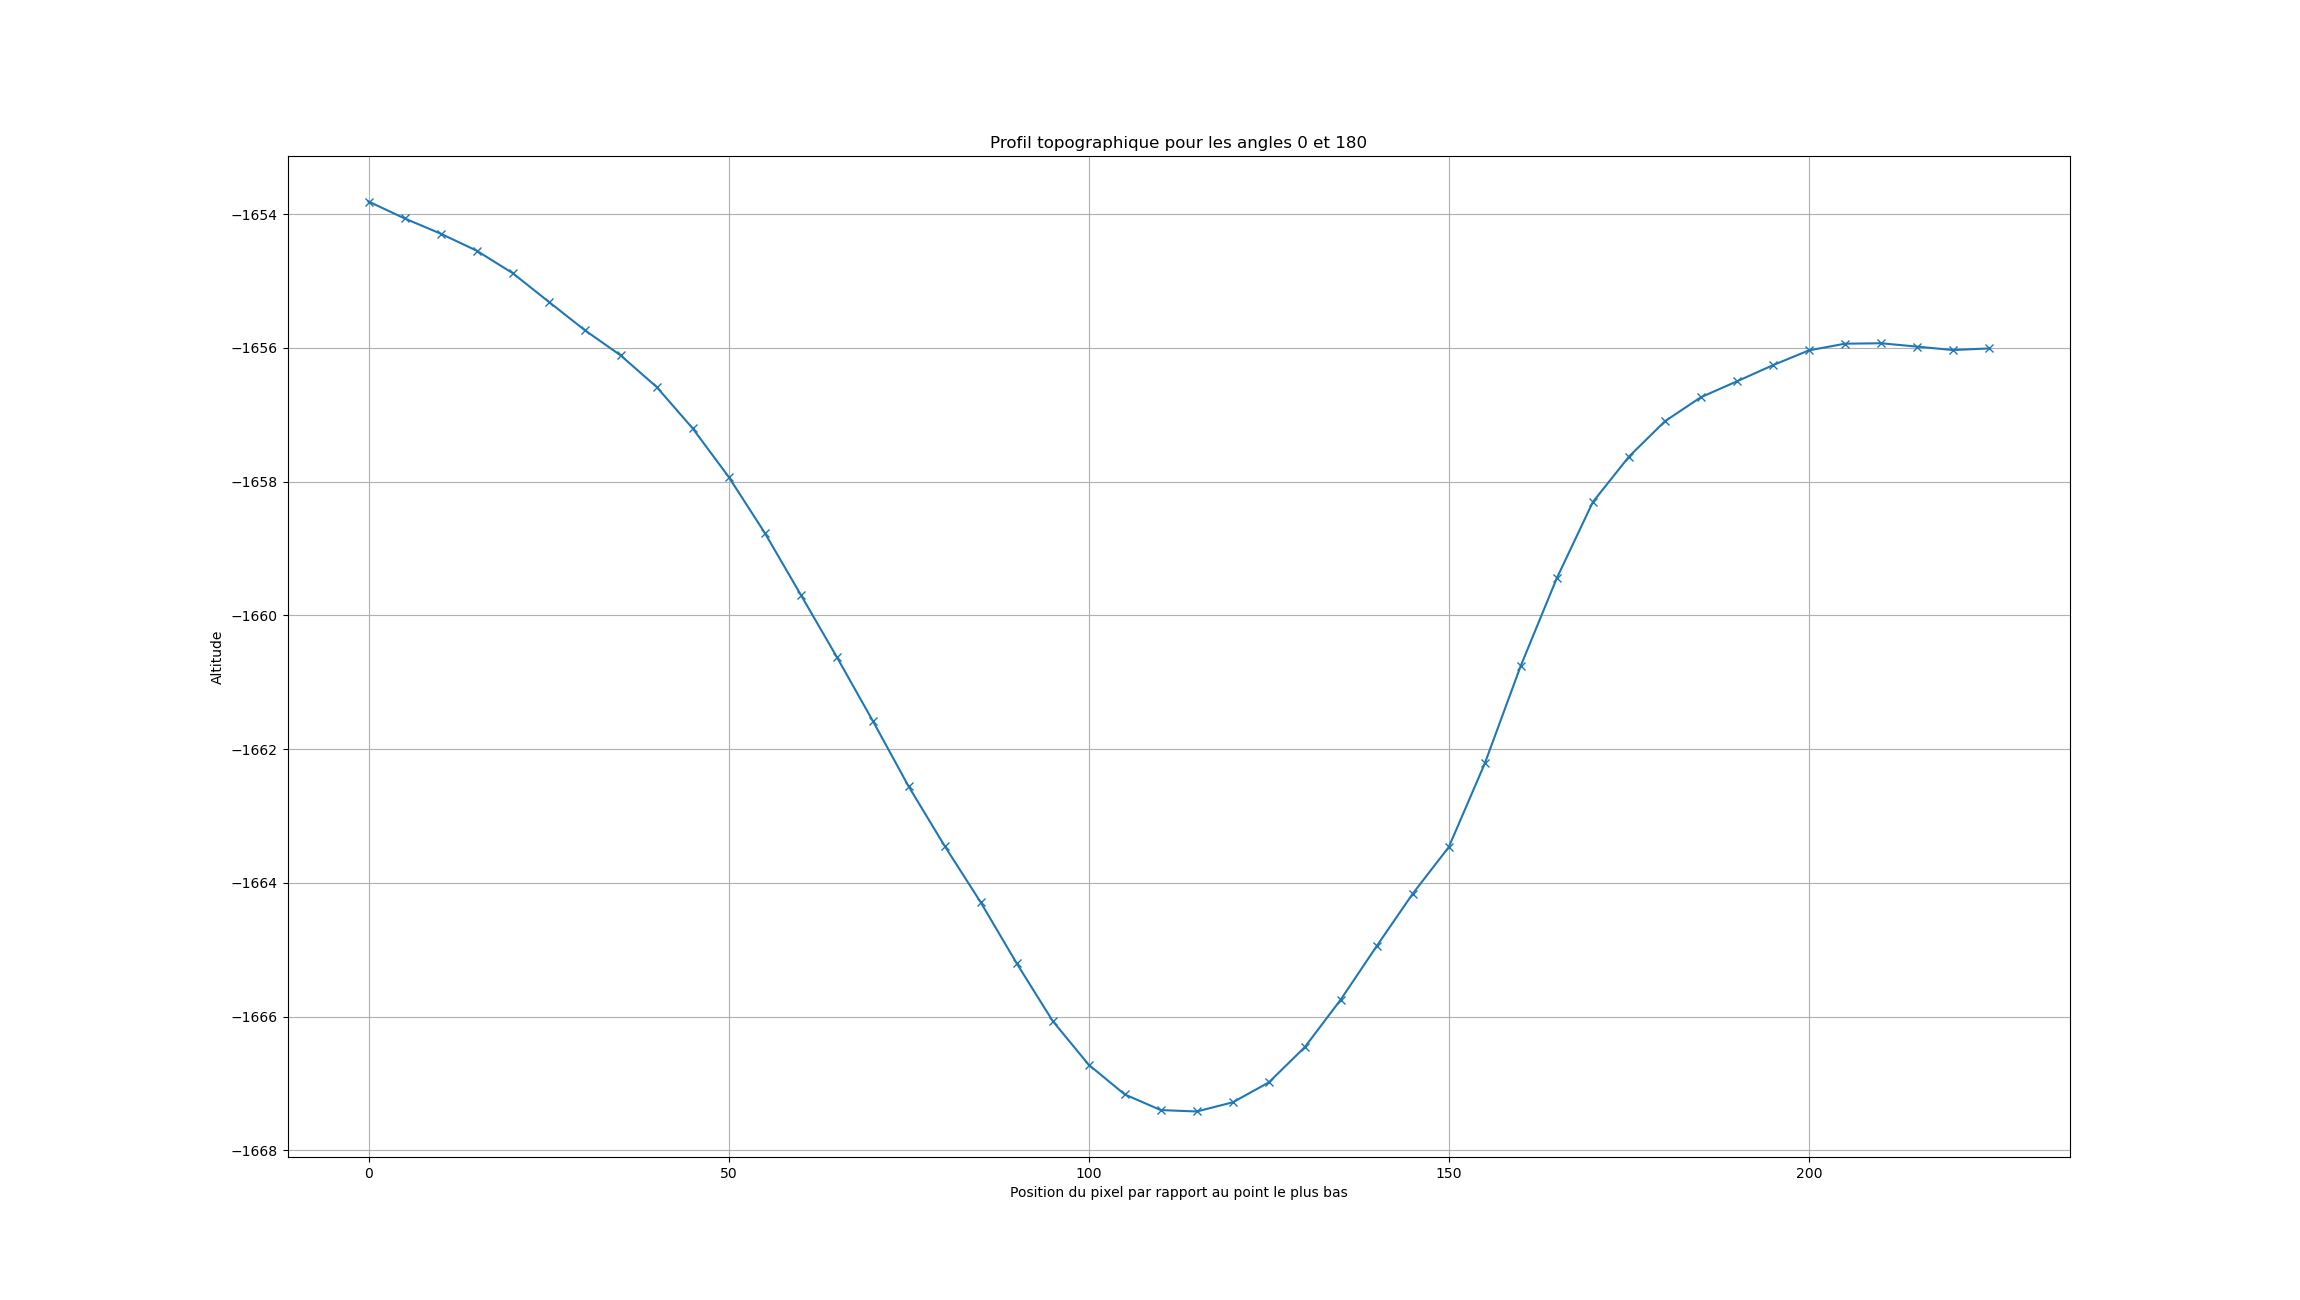 Profil topographique pour les angles 0 et 180
−1654
−1656
−1658
−1660
−1662
−1664
−1666
−1668
Altitude
0 50 100 150 200
Position du pixel par rapport au point le plus bas